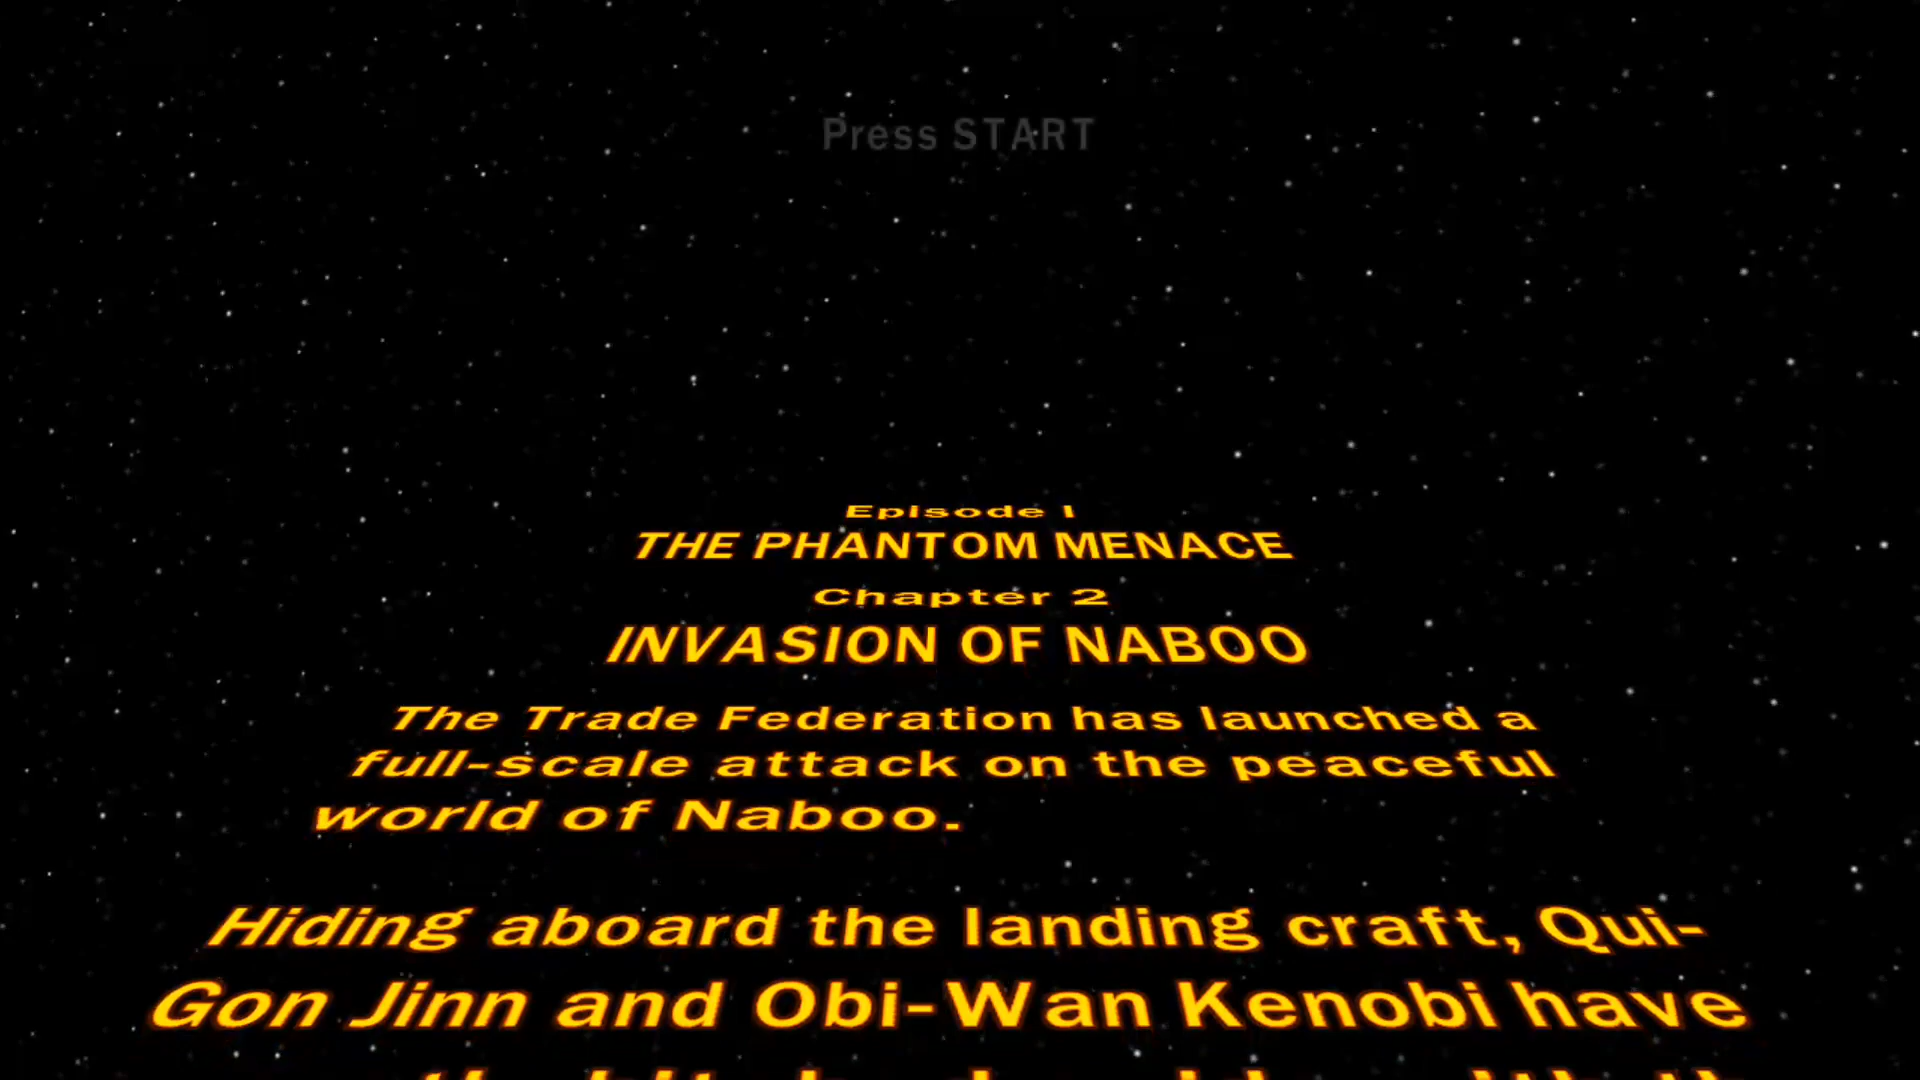 Press START
Episode I
THE PHANTOM MENACE
Chapter 2
INVASION OF NABOO
The Trade Federation has launched a
full-scale attack on the peaceful
world of Naboo.
Hiding aboard the landing craft, Qui-
Gon Jinn and Obi-Wan Kenobi have